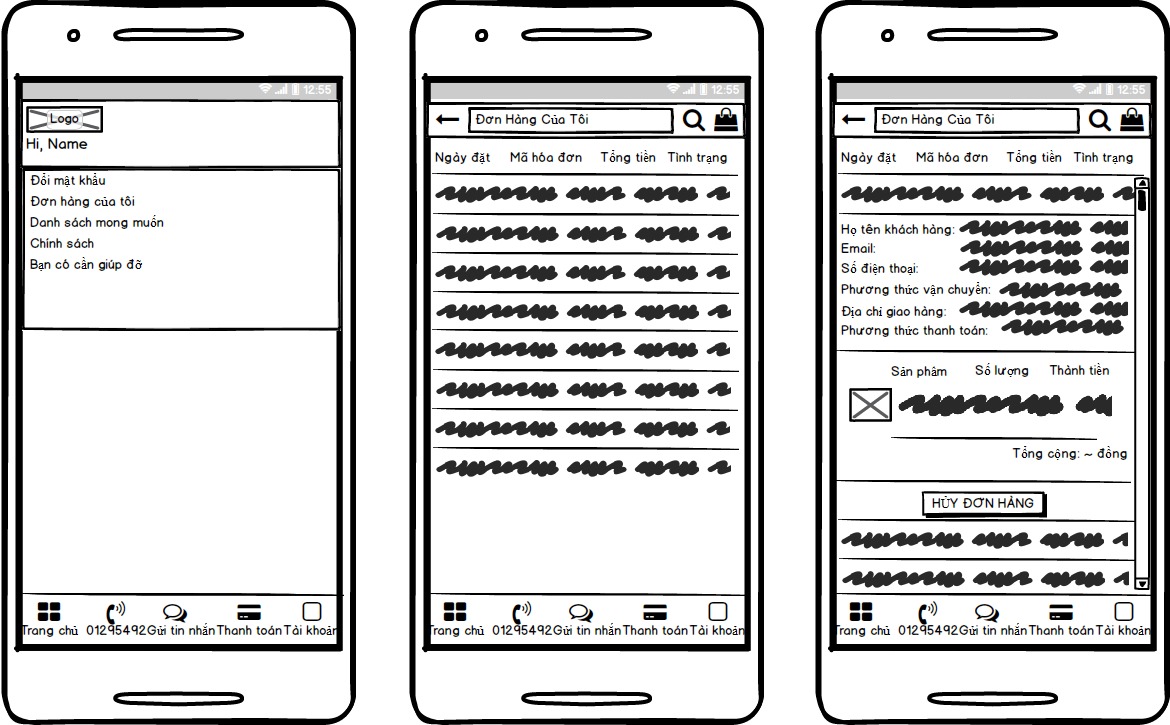 12:55
Logo
Hi, Name
Đổi mật khẩu
Đơn hàng của tôi
Danh sách mong muốn
Chính sách
Bạn có cần giúp đỡ
Trang chủ 01295492 Gửi tin nhắn Thanh toán Tài khoản
12:55
Đơn Hàng Của Tôi
Ngày đặt Mã hóa đơn Tổng tiền Tình trạng
Trang chủ 01295492 Gửi tin nhắn Thanh toán Tài khoản
12:55
Đơn Hàng Của Tôi
Ngày đặt Mã hóa đơn Tổng tiền Tình trạng
Họ tên khách hàng:
Email:
Số điện thoại:
Phương thức vận chuyển:
Địa chỉ giao hàng:
Phương thức thanh toán:
Sản phẩm Số lượng Thành tiền
Tổng cộng: ~ đồng
HỦY ĐƠN HÀNG
Trang chủ 01295492 Gửi tin nhắn Thanh toán Tài khoản